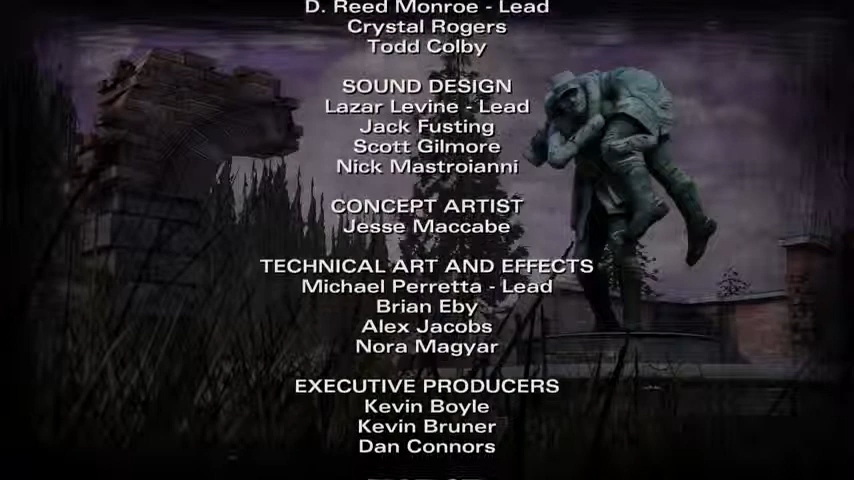 D. Reed Monroe - Lead
Crystal Rogers
Todd Colby
SOUND DESIGN
Lazar Levine - Lead
Jack Fusting
Scott Gilmore
Nick Mastroianni
CONCEPT ARTIST
Jesse Maccabe
TECHNICAL ART AND EFFECTS
Michael Perretta - Lead
Brian Eby
Alex Jacobs
Nora Magyar
EXECUTIVE PRODUCERS
Kevin Boyle
Kevin Bruner
Dan Connors